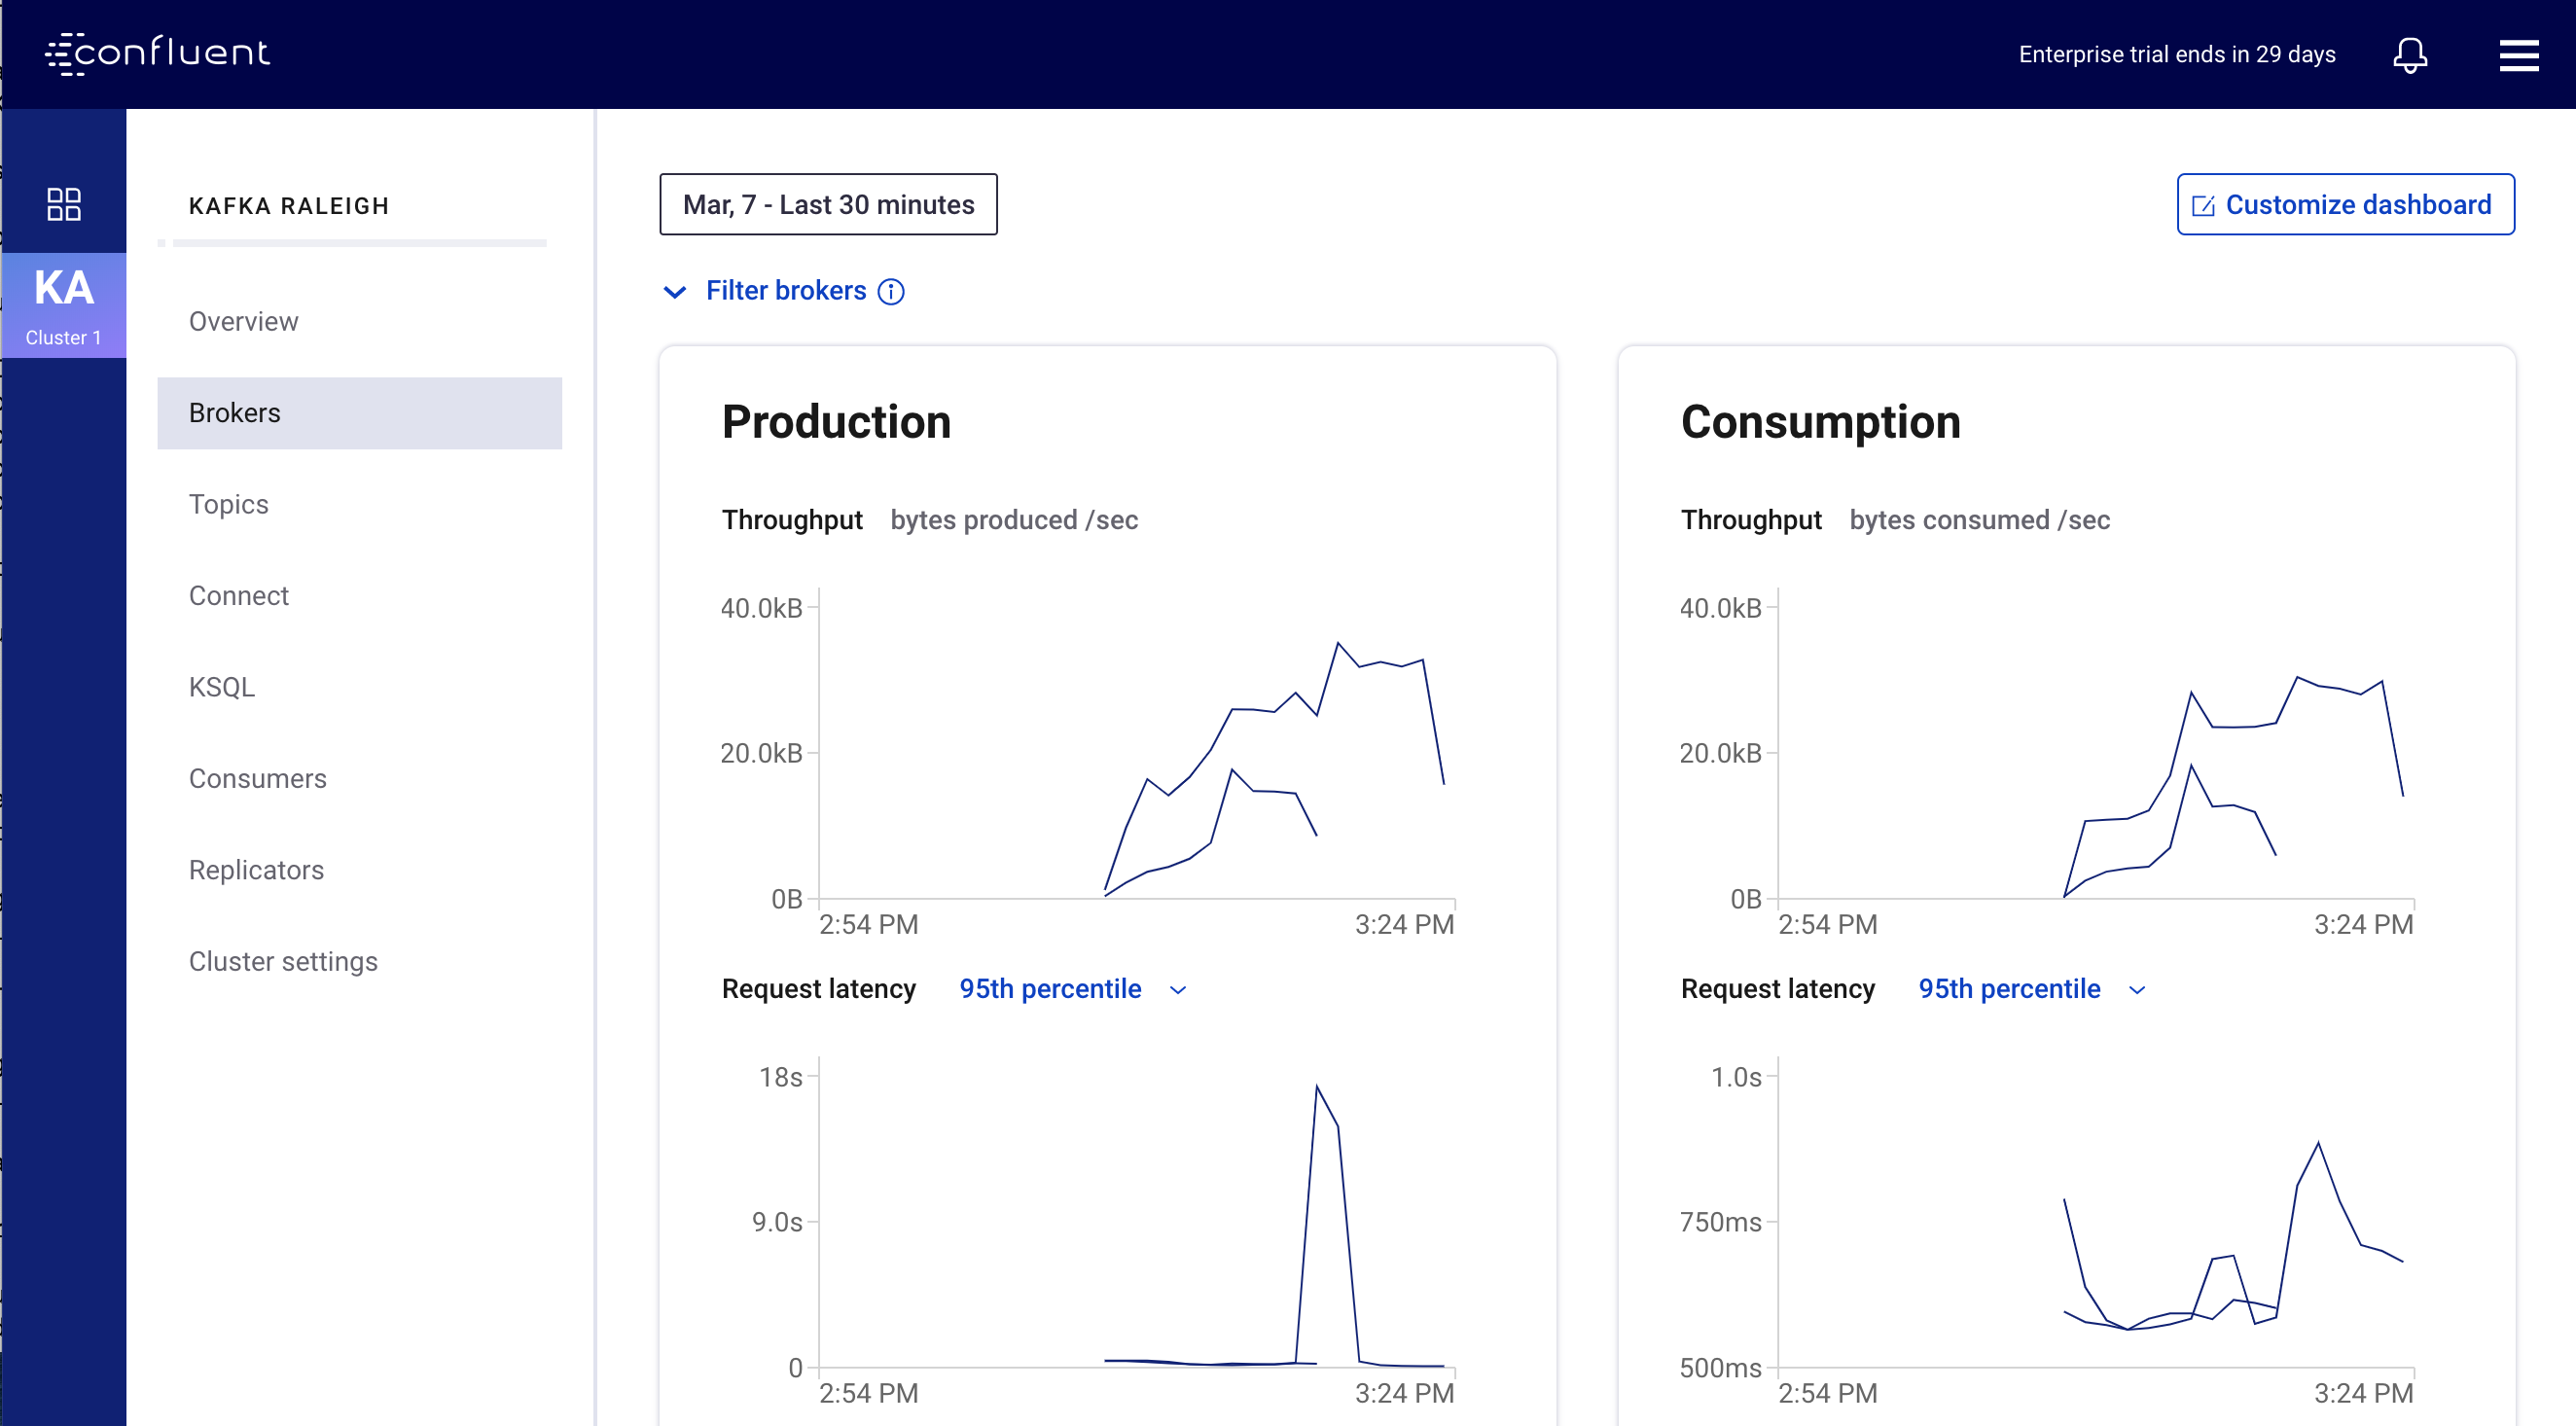 confluent
Enterprise trial ends in 29 days
KA
Cluster 1
KAFKA RALEIGH
Overview
Brokers
Topics
Connect
KSQL
Consumers
Replicators
Cluster settings
Mar, 7 - Last 30 minutes
Customize dashboard
Filter brokers
Production
Throughput bytes produced /sec
40.0kB
20.0kB
0B
2:54 PM 3:24 PM
Request latency 95th percentile
18s
9.0s
0
2:54 PM 3:24 PM
Consumption
Throughput bytes consumed /sec
40.0kB
20.0kB
0B
2:54 PM 3:24 PM
Request latency 95th percentile
1.0s
750ms
500ms
2:54 PM 3:24 PM